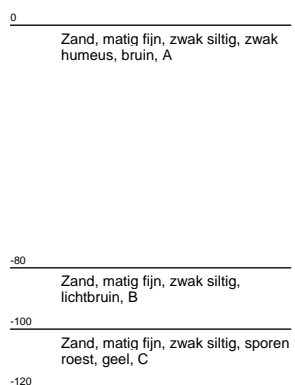 0
Zand, matig fijn, zwak siltig, zwak
humeus, bruin, A
-80
Zand, matig fijn, zwak siltig,
lichtbruin, B
-100
Zand, matig fijn, zwak siltig, sporen
roest, geel, C
-120